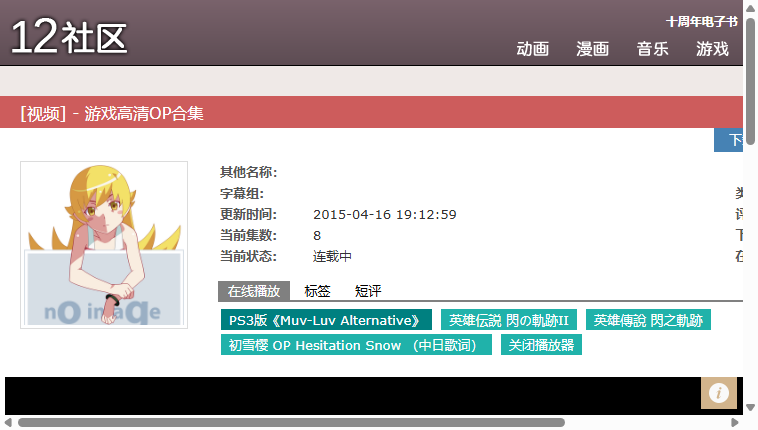 12社区
十周年电子书
动画 漫画 音乐 游戏
[视频] - 游戏高清OP合集
其他名称:
字幕组:
更新时间: 2015-04-16 19:12:59
当前集数: 8
当前状态: 连载中
在线播放 标签 短评
PS3版《Muv-Luv Alternative》 英雄伝説 閃の軌跡II 英雄傳說 閃之軌跡
初雪樱 OP Hesitation Snow （中日歌词） 关闭播放器
no image